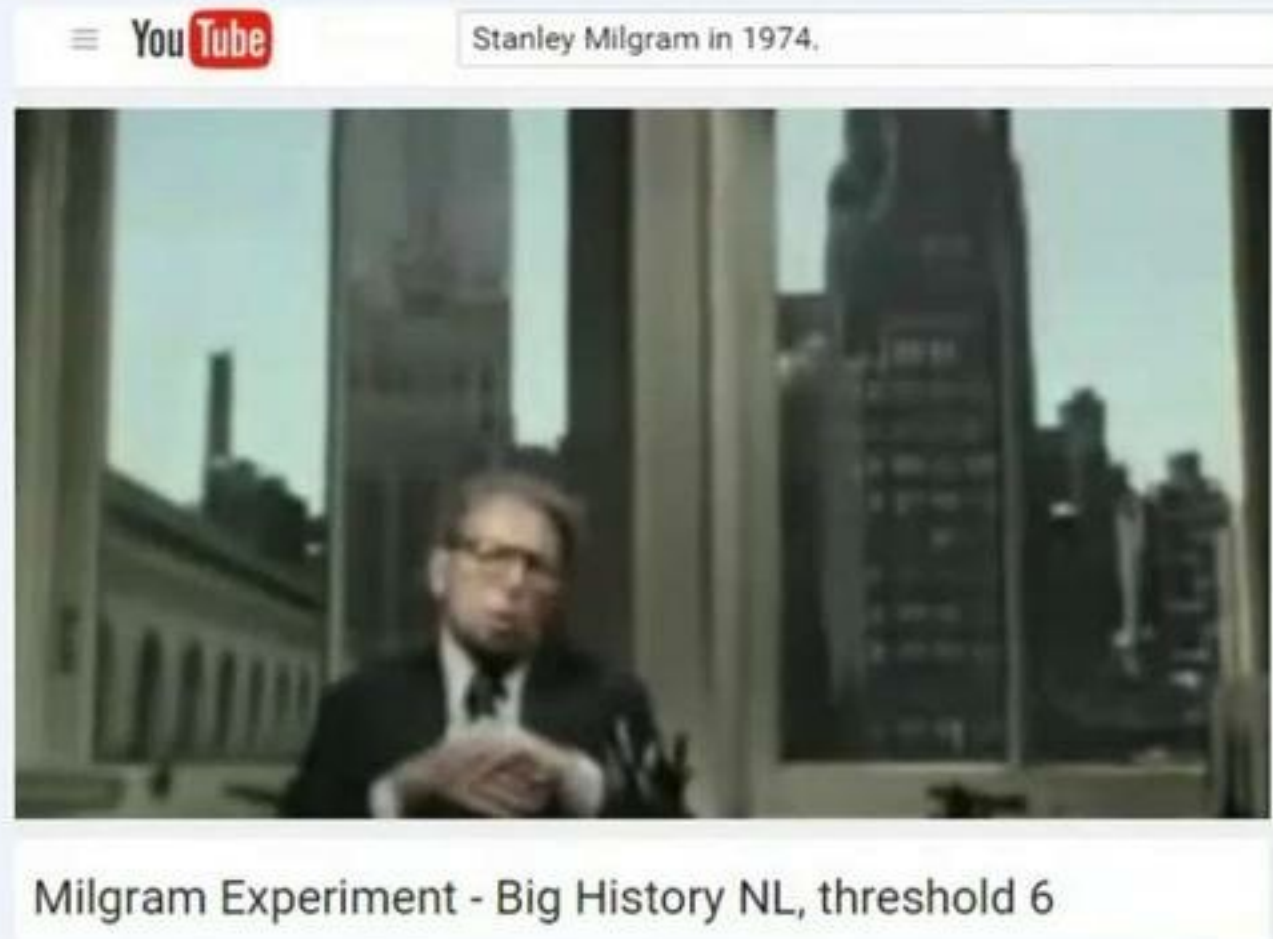 YouTube
Stanley Milgram in 1974.
Milgram Experiment - Big History NL, threshold 6